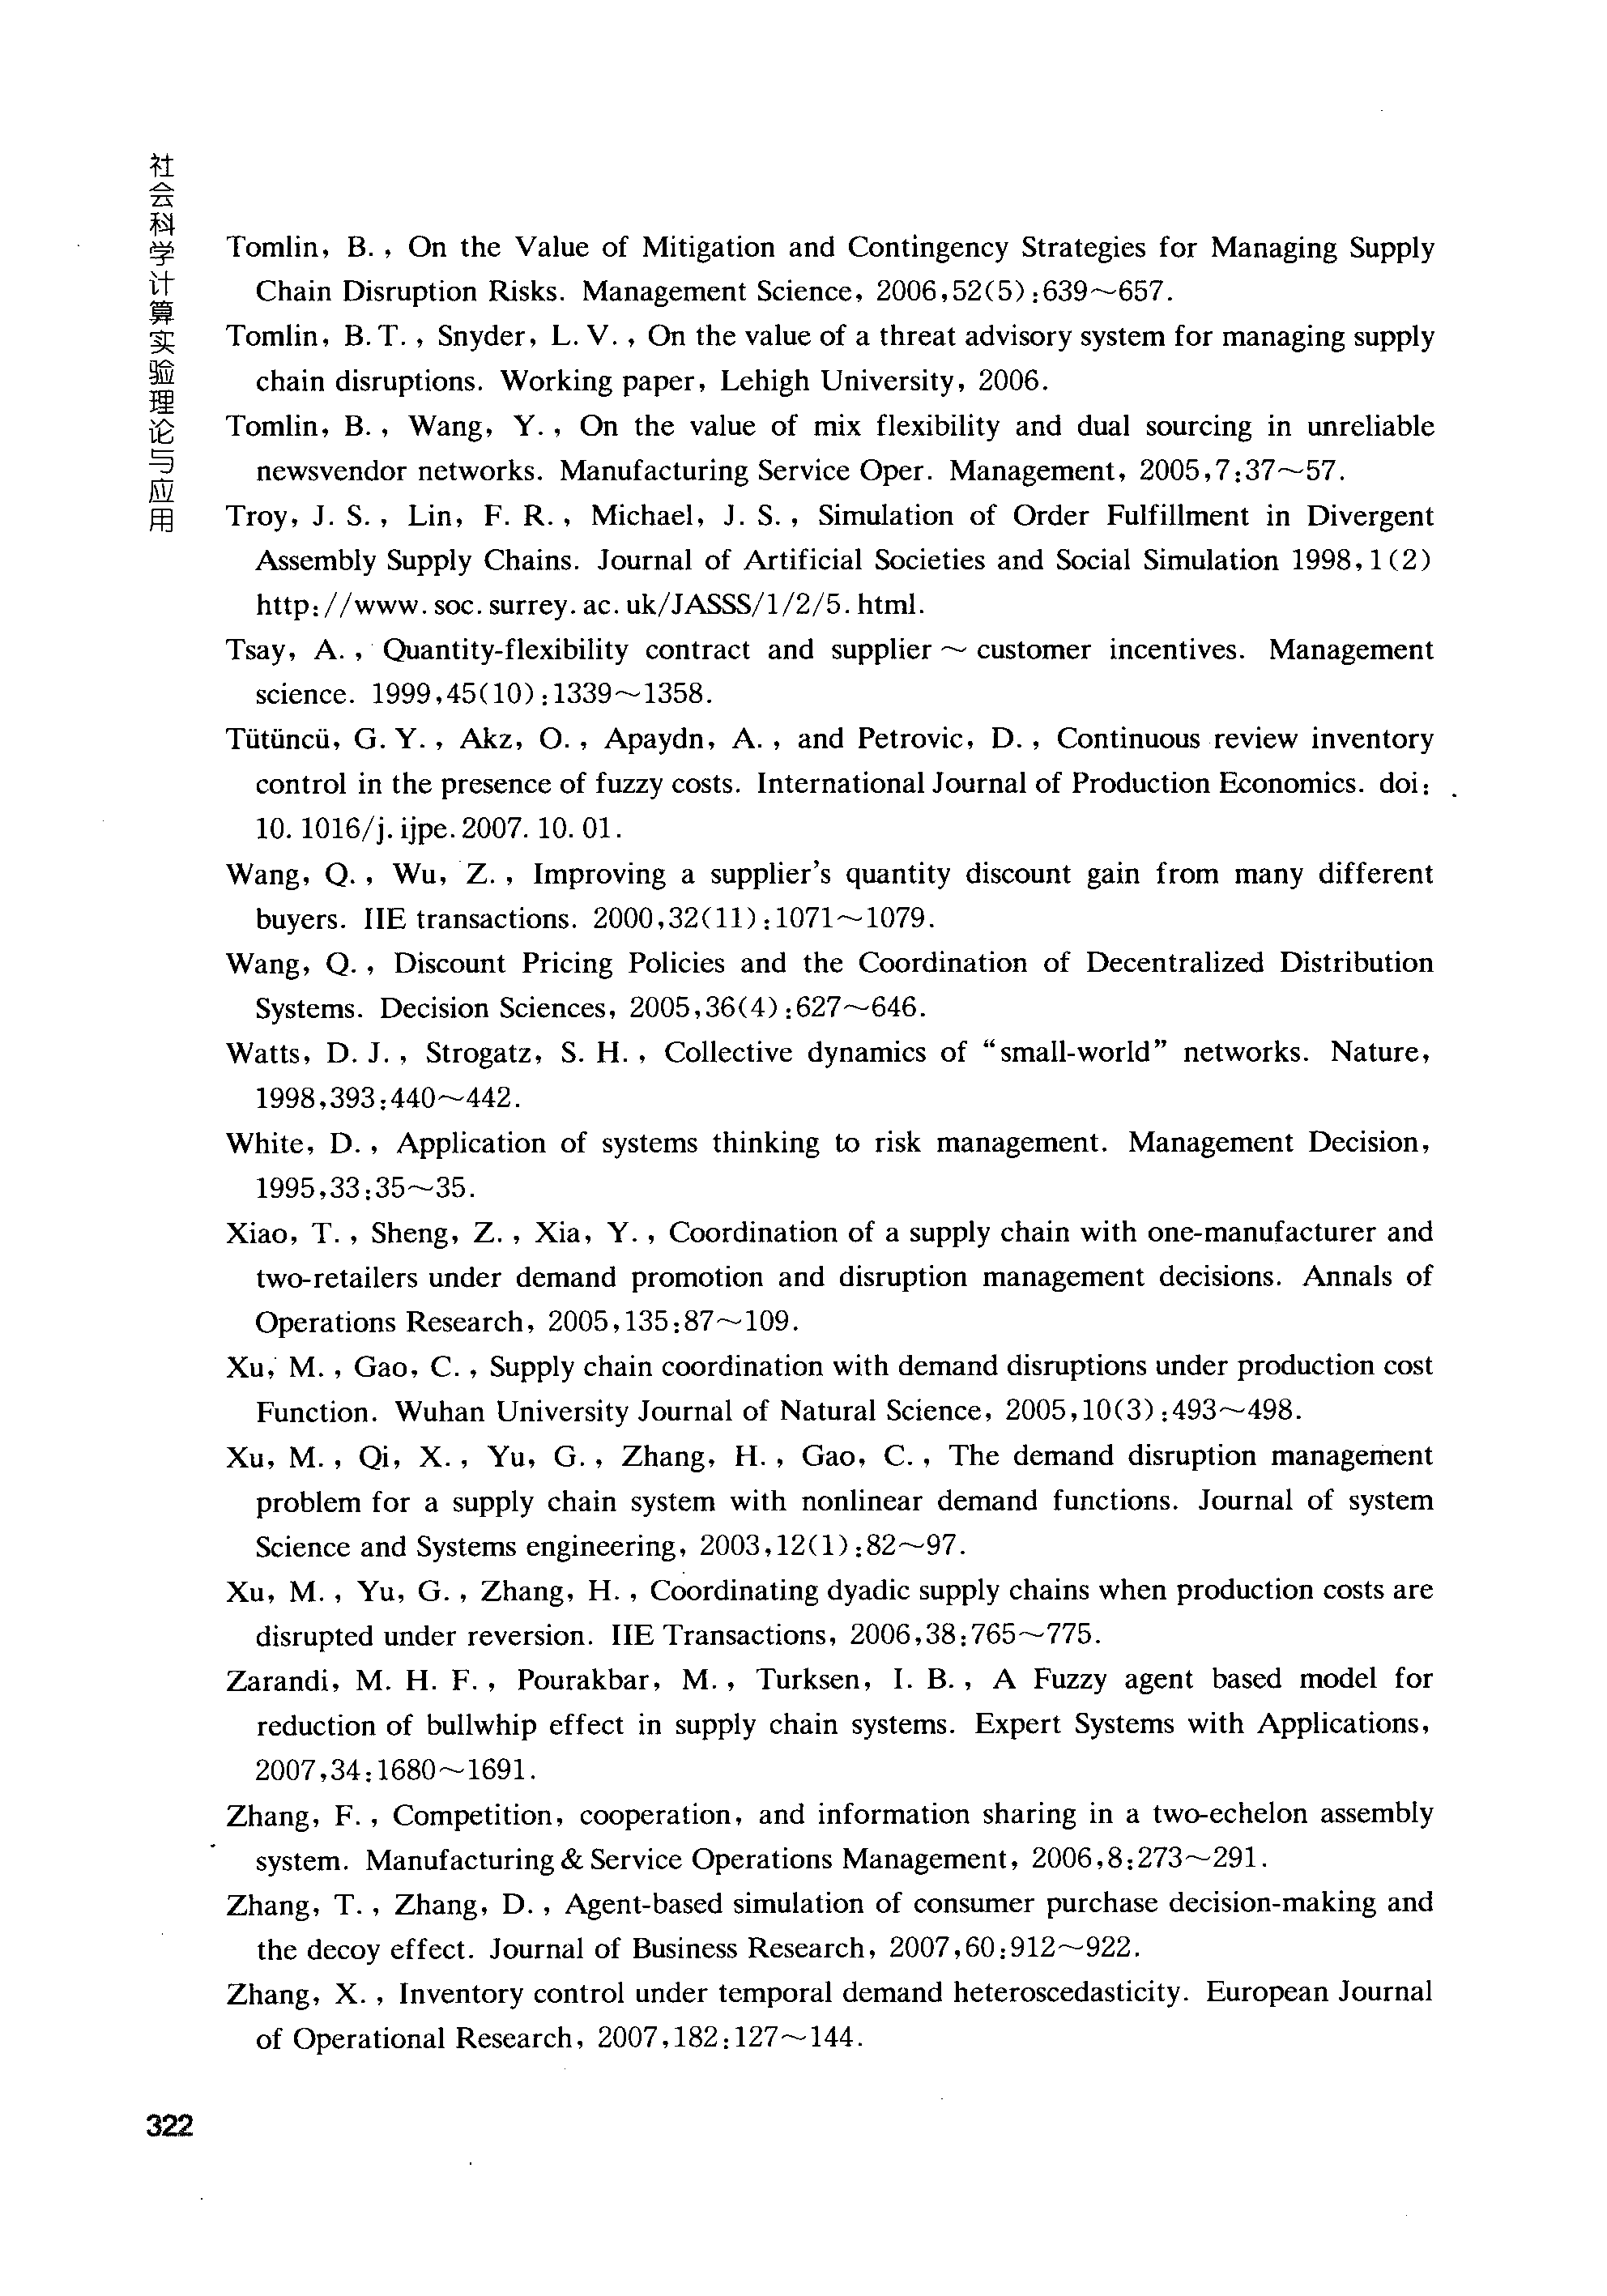 社会科学计算实验理论与应用
Tomlin, B., On the Value of Mitigation and Contingency Strategies for Managing Supply
Chain Disruption Risks. Management Science, 2006,52(5):639～657.
Tomlin, B.T., Snyder, L.V., On the value of a threat advisory system for managing supply
chain disruptions. Working paper, Lehigh University, 2006.
Tomlin, B., Wang, Y., On the value of mix flexibility and dual sourcing in unreliable
newsvendor networks. Manufacturing Service Oper. Management, 2005,7:37～57.
Troy, J. S., Lin, F. R., Michael, J. S., Simulation of Order Fulfillment in Divergent
Assembly Supply Chains. Journal of Artificial Societies and Social Simulation 1998,1(2)
http://www.soc.surrey.ac.uk/JASSS/1/2/5.html.
Tsay, A., Quantity-flexibility contract and supplier～customer incentives. Management
science. 1999,45(10):1339～1358.
Tütüncü, G.Y., Akz, O., Apaydn, A., and Petrovic, D., Continuous review inventory
control in the presence of fuzzy costs. International Journal of Production Economics. doi:
10.1016/j.ijpe.2007.10.01.
Wang, Q., Wu, Z., Improving a supplier's quantity discount gain from many different
buyers. IIE transactions. 2000,32(11):1071～1079.
Wang, Q., Discount Pricing Policies and the Coordination of Decentralized Distribution
Systems. Decision Sciences, 2005,36(4):627～646.
Watts, D. J., Strogatz, S. H., Collective dynamics of “small-world” networks. Nature,
1998,393:440～442.
White, D., Application of systems thinking to risk management. Management Decision,
1995,33:35～35.
Xiao, T., Sheng, Z., Xia, Y., Coordination of a supply chain with one-manufacturer and
two-retailers under demand promotion and disruption management decisions. Annals of
Operations Research, 2005,135:87～109.
Xu, M., Gao, C., Supply chain coordination with demand disruptions under production cost
Function. Wuhan University Journal of Natural Science, 2005,10(3):493～498.
Xu, M., Qi, X., Yu, G., Zhang, H., Gao, C., The demand disruption management
problem for a supply chain system with nonlinear demand functions. Journal of system
Science and Systems engineering, 2003,12(1):82～97.
Xu, M., Yu, G., Zhang, H., Coordinating dyadic supply chains when production costs are
disrupted under reversion. IIE Transactions, 2006,38:765～775.
Zarandi, M. H. F., Pourakbar, M., Turksen, I. B., A Fuzzy agent based model for
reduction of bullwhip effect in supply chain systems. Expert Systems with Applications,
2007,34:1680～1691.
Zhang, F., Competition, cooperation, and information sharing in a two-echelon assembly
system. Manufacturing & Service Operations Management, 2006,8:273～291.
Zhang, T., Zhang, D., Agent-based simulation of consumer purchase decision-making and
the decoy effect. Journal of Business Research, 2007,60:912～922.
Zhang, X., Inventory control under temporal demand heteroscedasticity. European Journal
of Operational Research, 2007,182:127～144.
322